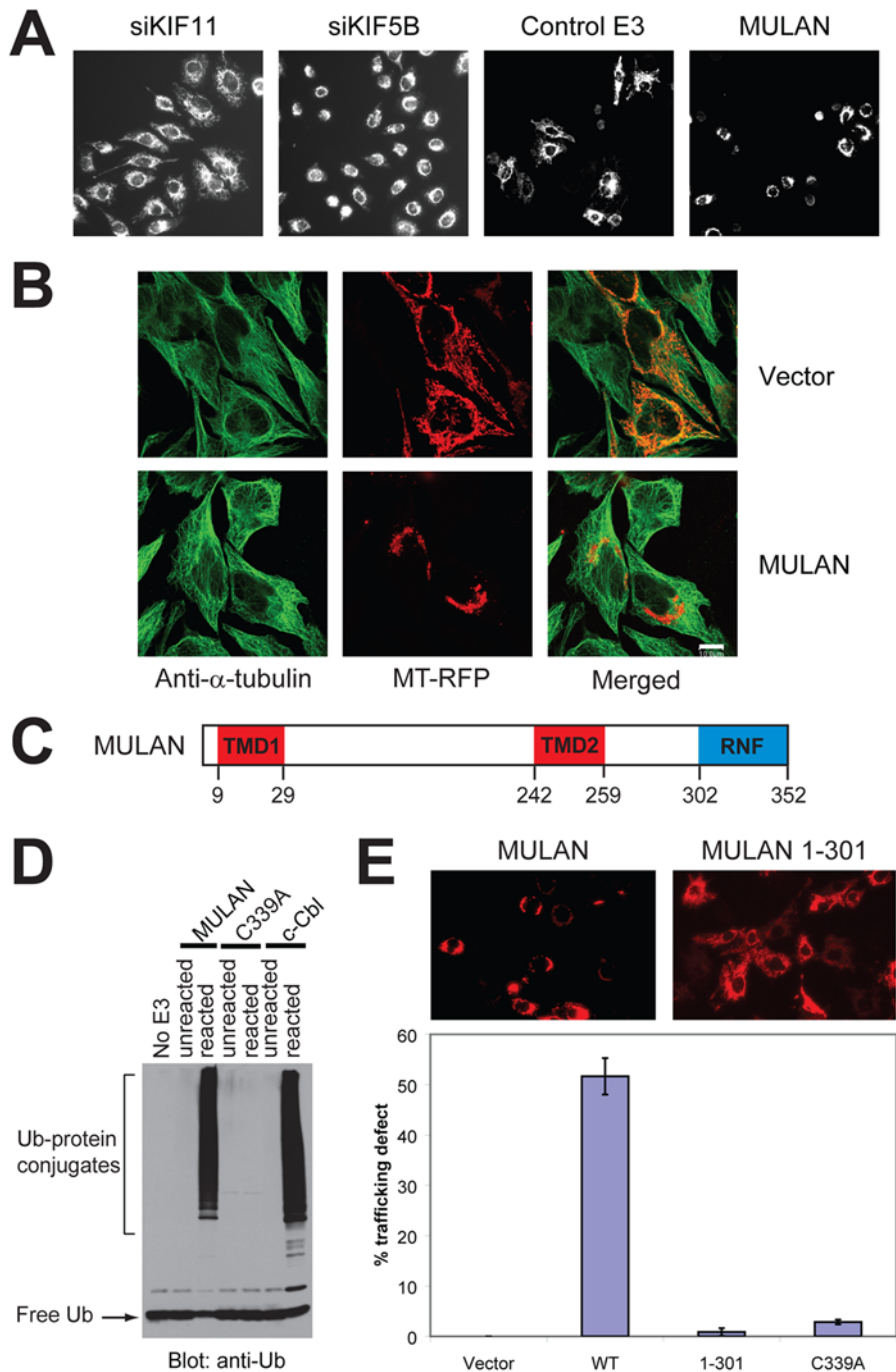 A
siKIF11
siKIF5B
Control E3
MULAN
B
Vector
MULAN
10.0µm
Anti-α-tubulin
MT-RFP
Merged
C
MULAN
TMD1
TMD2
RNF
9
29
242
259
302
352
D
MULAN
C339A
c-Cbl
No E3
unreacted
reacted
unreacted
reacted
unreacted
reacted
Ub-protein
conjugates
Free Ub
Blot: anti-Ub
E
MULAN
MULAN 1-301
% trafficking defect
60
50
40
30
20
10
0
Vector
WT
1-301
C339A